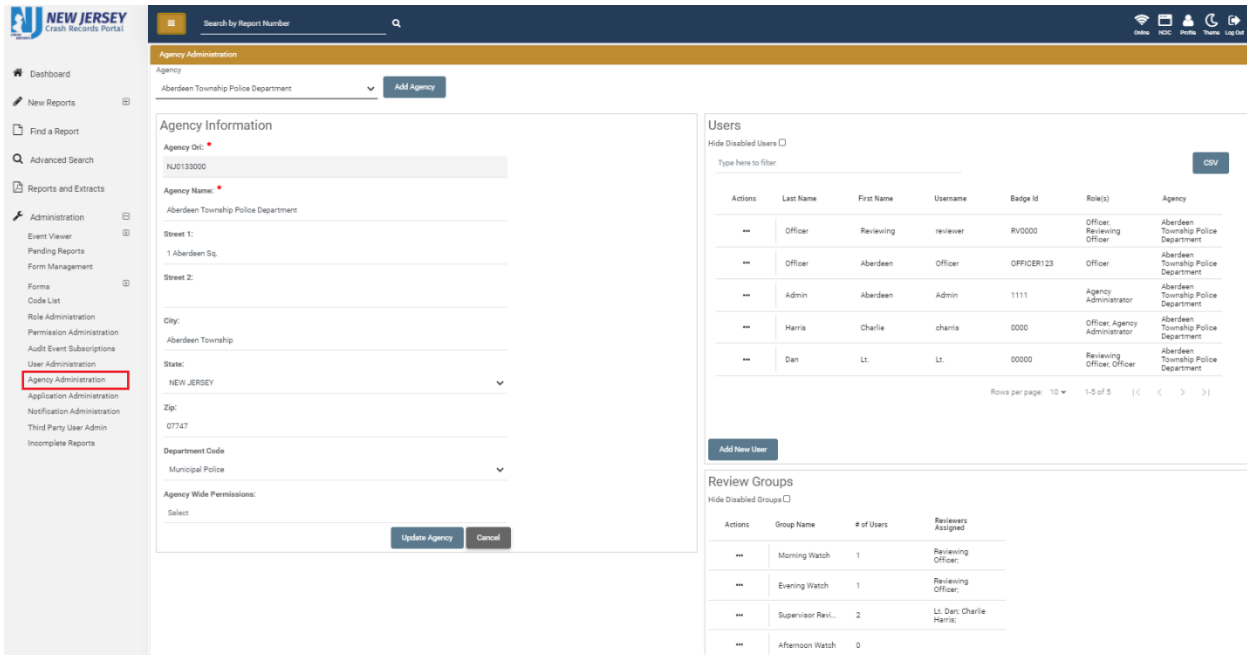 NEW JERSEY
Crash Records Portal
Search by Report Number
Online NCIC Profile Theme Log Out
Dashboard
New Reports
Find a Report
Advanced Search
Reports and Extracts
Administration
Event Viewer
Pending Reports
Form Management
Forms
Code List
Role Administration
Permission Administration
Audit Event Subscriptions
User Administration
Agency Administration
Application Administration
Notification Administration
Third Party User Admin
Incomplete Reports
Agency Administration
Agency
Aberdeen Township Police Department
Add Agency
Agency Information
Agency Ori: *
NJ0133000
Agency Name: *
Aberdeen Township Police Department
Street 1:
1 Aberdeen Sq.
Street 2:
City:
Aberdeen Township
State:
NEW JERSEY
Zip:
07747
Department Code
Municipal Police
Agency Wide Permissions:
Select
Update Agency Cancel
Users
Hide Disabled Users
Type here to filter
CSV
Actions Last Name First Name Username Badge Id Role(s) Agency
... Officer Reviewing reviewer RV0000 Officer, Reviewing Officer Aberdeen Township Police Department
... Officer Aberdeen Officer OFFICER123 Officer Aberdeen Township Police Department
... Admin Aberdeen Admin 1111 Agency Administrator Aberdeen Township Police Department
... Harris Charlie charris 0000 Officer, Agency Administrator Aberdeen Township Police Department
... Dan Lt. Lt. 00000 Reviewing Officer, Officer Aberdeen Township Police Department
Rows per page: 10 1-5 of 5 |< < > >|
Add New User
Review Groups
Hide Disabled Groups
Actions Group Name # of Users Reviewers Assigned
... Morning Watch 1 Reviewing Officer;
... Evening Watch 1 Reviewing Officer;
... Supervisor Revi... 2 Lt. Dan; Charlie Harris;
... Afternoon Watch 0